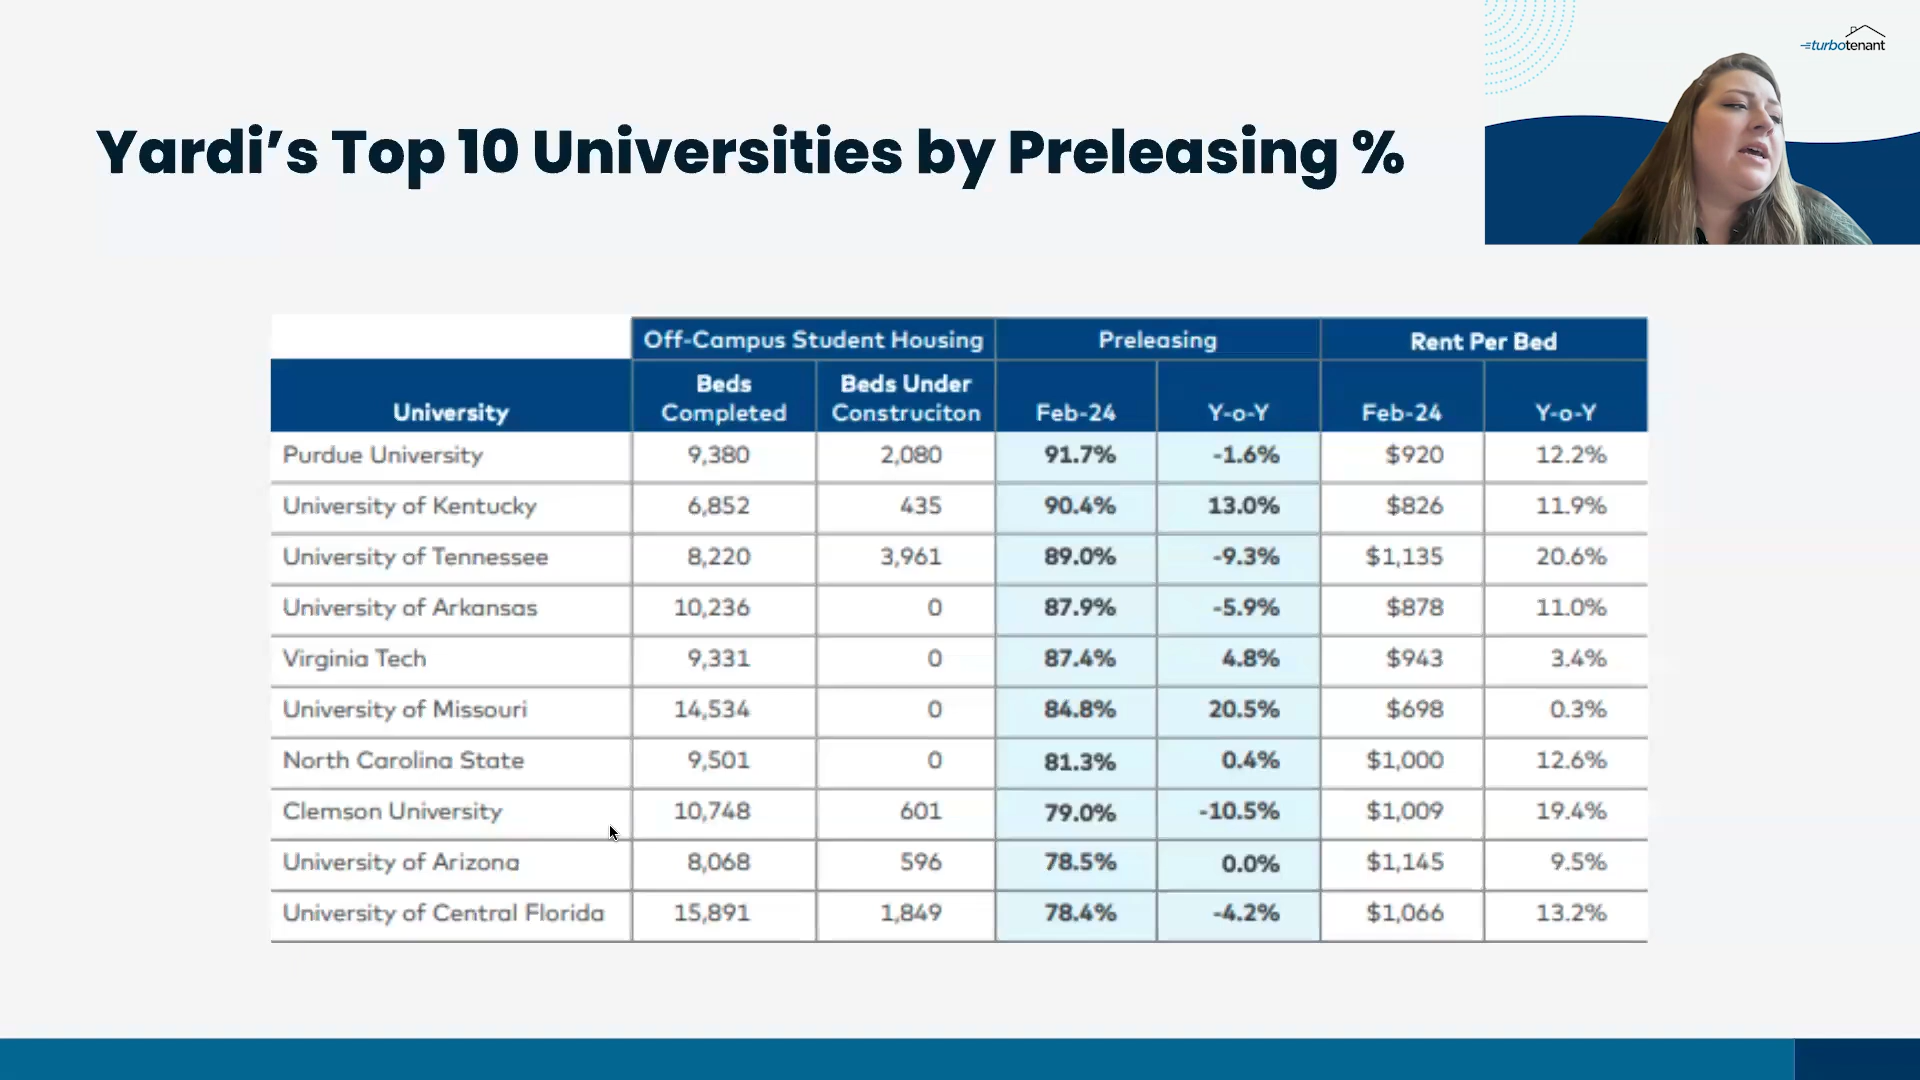 turbotenant
Yardi’s Top 10 Universities by Preleasing %
Off-Campus Student Housing Preleasing Rent Per Bed
University Beds Completed Beds Under Construciton Feb-24 Y-o-Y Feb-24 Y-o-Y
Purdue University 9,380 2,080 91.7% -1.6% $920 12.2%
University of Kentucky 6,852 435 90.4% 13.0% $826 11.9%
University of Tennessee 8,220 3,961 89.0% -9.3% $1,135 20.6%
University of Arkansas 10,236 0 87.9% -5.9% $878 11.0%
Virginia Tech 9,331 0 87.4% 4.8% $943 3.4%
University of Missouri 14,534 0 84.8% 20.5% $698 0.3%
North Carolina State 9,501 0 81.3% 0.4% $1,000 12.6%
Clemson University 10,748 601 79.0% -10.5% $1,009 19.4%
University of Arizona 8,068 596 78.5% 0.0% $1,145 9.5%
University of Central Florida 15,891 1,849 78.4% -4.2% $1,066 13.2%